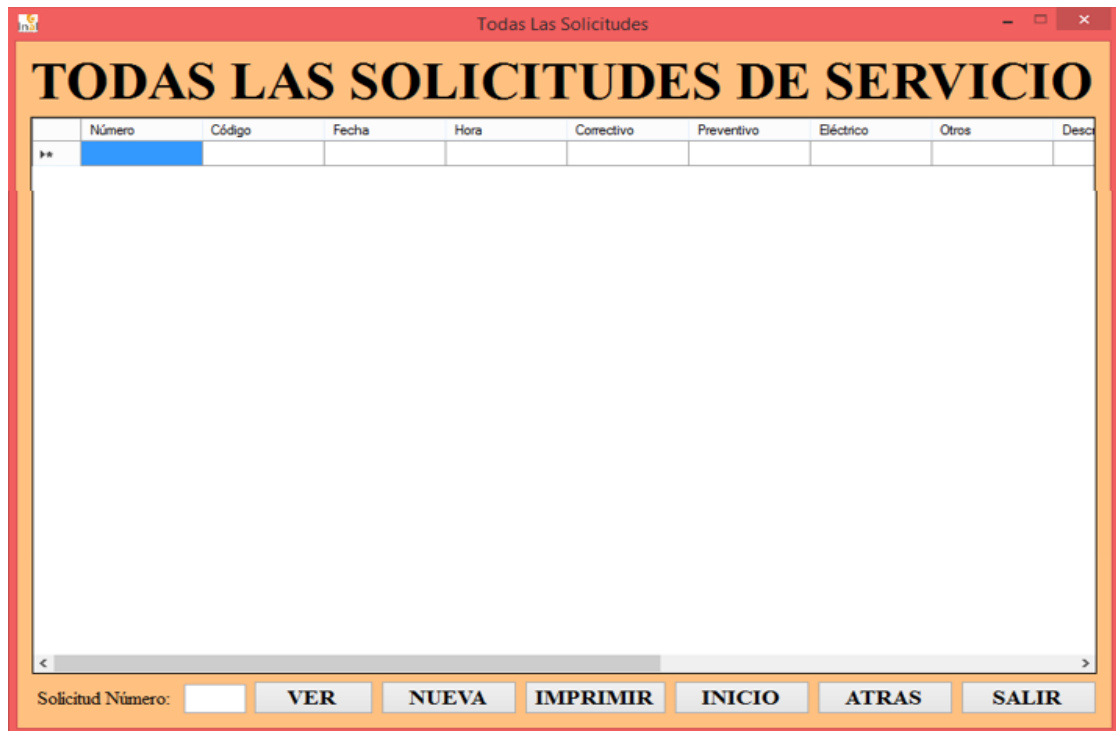 Todas Las Solicitudes
TODAS LAS SOLICITUDES DE SERVICIO
Número Código Fecha Hora Correctivo Preventivo Eléctrico Otros Descr
Solicitud Número: VER NUEVA IMPRIMIR INICIO ATRAS SALIR